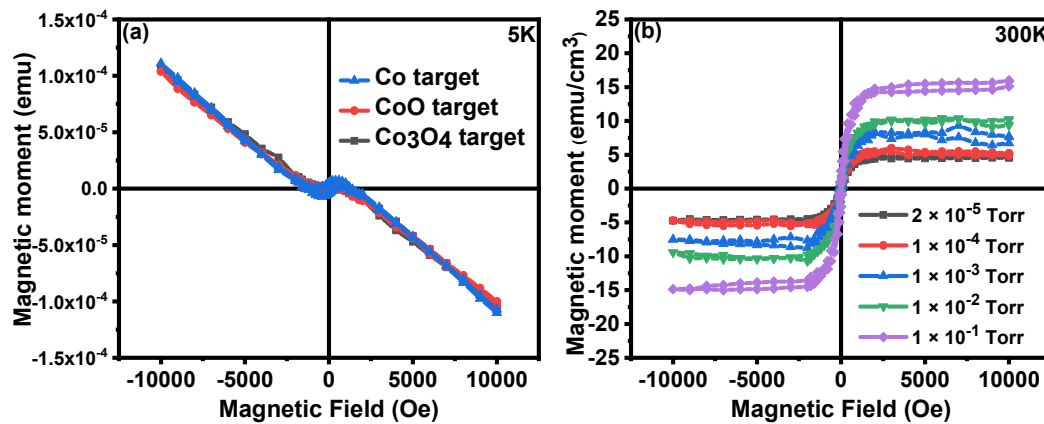 (a)
5K
1.0x10⁻⁴
1.0x10⁻⁴
5.0x10⁻⁵
0.0
-5.0x10⁻⁵
-1.0x10⁻⁴
-1.5x10⁻⁴
Magnetic moment (emu)
Co target
CoO target
Co3O4 target
-10000 -5000 0 5000 10000
Magnetic Field (Oe)
(b)
300K
25
20
15
10
5
0
-5
-10
-15
-20
-25
Magnetic moment (emu/cm³)
2 × 10⁻⁵ Torr
1 × 10⁻⁴ Torr
1 × 10⁻³ Torr
1 × 10⁻² Torr
1 × 10⁻¹ Torr
-10000 -5000 0 5000 10000
Magnetic Field (Oe)